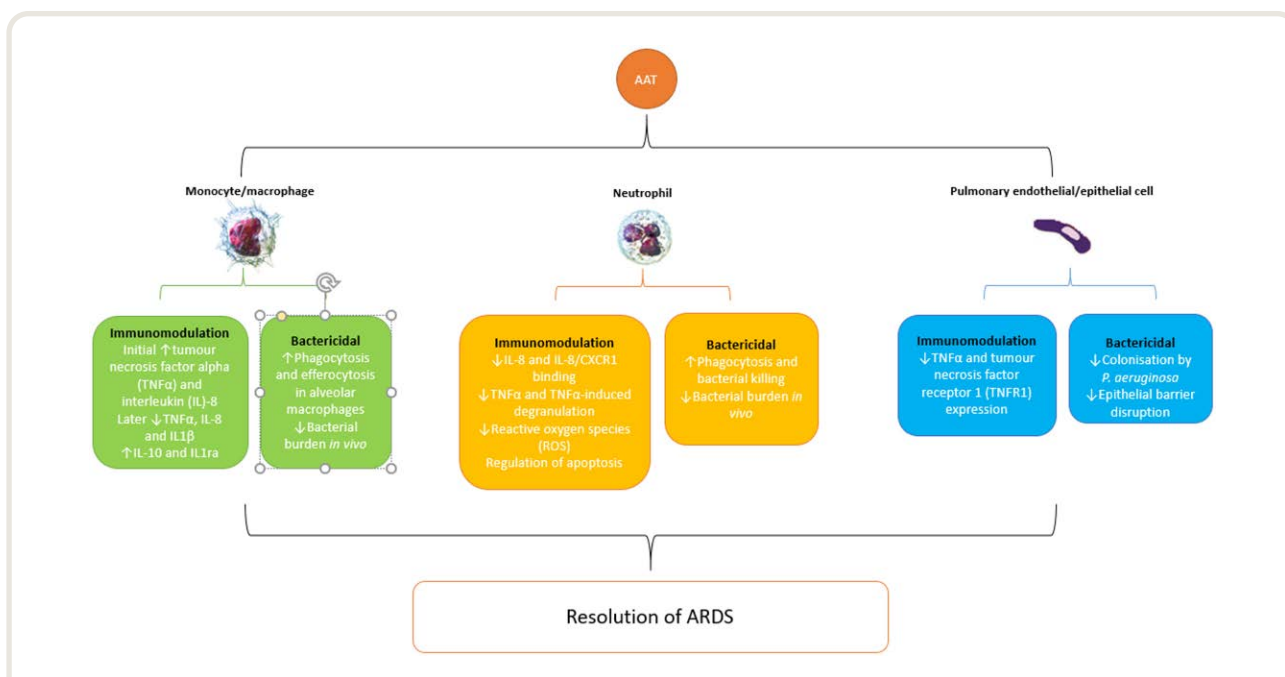 AAT
Monocyte/macrophage
Neutrophil
Pulmonary endothelial/epithelial cell
Immunomodulation
Initial ↑tumour
necrosis factor alpha
(TNFα) and
interleukin (IL)-8
Later ↓TNFα, IL-8
and IL1β
↑IL-10 and IL1ra
Bactericidal
↑Phagocytosis
and efferocytosis
in alveolar
macrophages
↓Bacterial
burden in vivo
Immunomodulation
↓IL-8 and IL-8/CXCR1
binding
↓TNFα and TNFα-induced
degranulation
↓Reactive oxygen species
(ROS)
Regulation of apoptosis
Bactericidal
↑Phagocytosis and
bacterial killing
↓Bacterial burden in vivo
Immunomodulation
↓TNFα and tumour
necrosis factor
receptor 1 (TNFR1)
expression
Bactericidal
↓Colonisation by
P. aeruginosa
↓Epithelial barrier
disruption
Resolution of ARDS